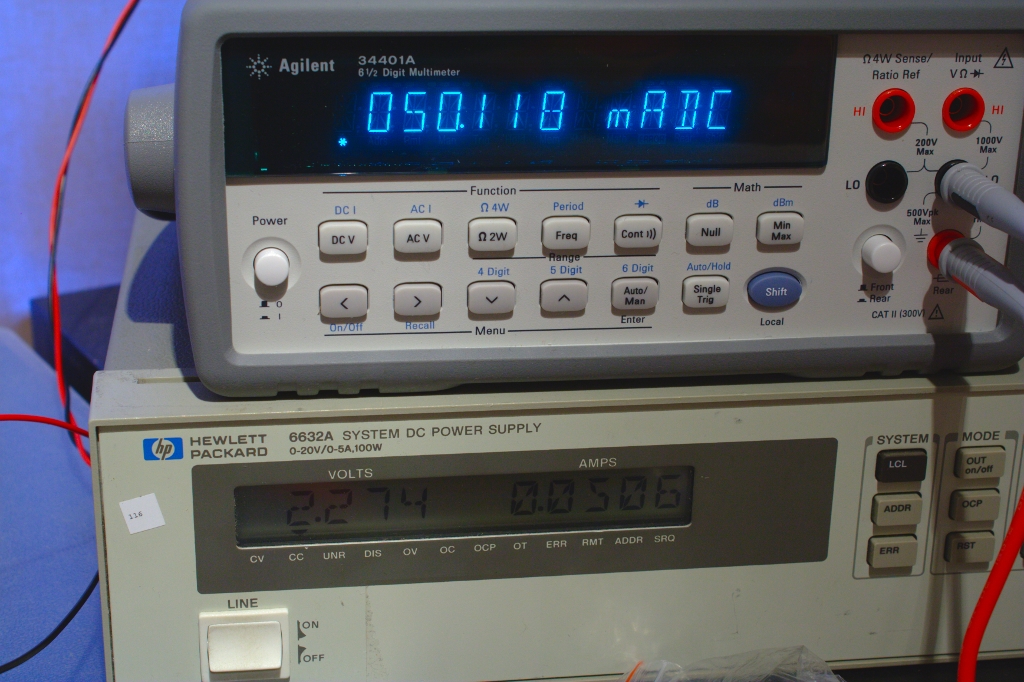 Agilent 34401A
6½ Digit Multimeter
050.118 mADC
*
Ω 4W Sense/
Ratio Ref
Input
V Ω
HI
HI
200V
Max
1000V
Max
LO
LO
500Vpk
Max
Front
Rear
Rear
CAT II (300V)
Power
O
I
Function
Math
DC I
AC I
Ω 4W
Period
dB
dBm
DC V
AC V
Ω 2W
Freq
Cont
Null
Min
Max
Range
4 Digit
5 Digit
6 Digit
Auto/Hold
<
>
Auto/
Man
Single
Trig
Shift
On/Off
Recall
Menu
Enter
Local
hp HEWLETT
PACKARD
6632A SYSTEM DC POWER SUPPLY
0-20V/0-5A,100W
VOLTS
AMPS
2.274
0.0506
CV CC UNR DIS OV OC OCP OT ERR RMT ADDR SRQ
SYSTEM
MODE
LCL
ADDR
ERR
OUT
on/off
OCP
RST
116
LINE
ON
OFF